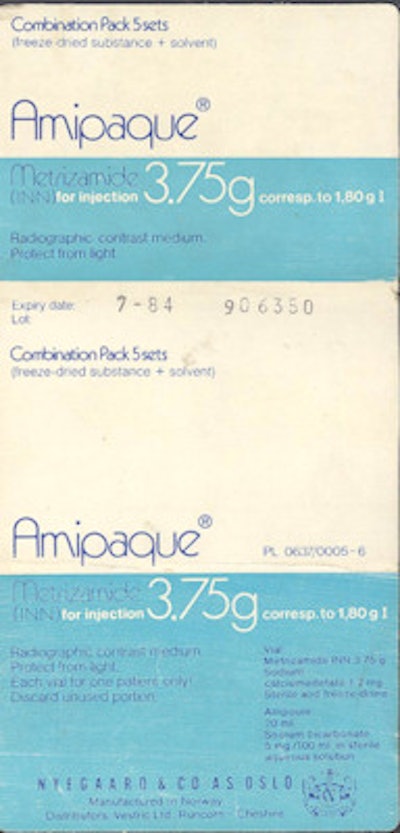 Combination Pack 5 sets
(freeze-dried substance + solvent)
Amipaque®
Metrizamide
(INN) for injection 3.75g corresp. to 1,80 g I
Radiographic contrast medium.
Protect from light.
Expiry date: 7-84 906350
Lot:
Combination Pack 5 sets
(freeze-dried substance + solvent)
Amipaque®
PL 0637/0005-6
Metrizamide
(INN) for injection 3.75g corresp. to 1,80 g I
Radiographic contrast medium.
Protect from light.
Each vial for one patient only!
Discard unused portion.
Vial:
Metrizamide INN 3.75 g
Sodium
calciumedetate 1.2 mg
Sterile and freeze-dried
Ampoule:
20 ml
Sodium bicarbonate
5 mg/100 ml in sterile
aqueous solution
NYEGAARD & CO AS OSLO
Manufactured in Norway
Distributors: Vestric Ltd, Runcorn, Cheshire